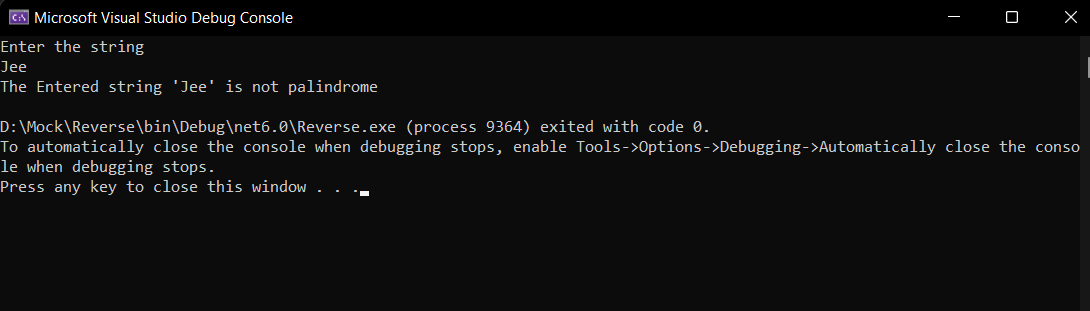 Microsoft Visual Studio Debug Console
Enter the string
Jee
The Entered string 'Jee' is not palindrome
D:\Mock\Reverse\bin\Debug\net6.0\Reverse.exe (process 9364) exited with code 0.
To automatically close the console when debugging stops, enable Tools->Options->Debugging->Automatically close the conso
le when debugging stops.
Press any key to close this window . . .